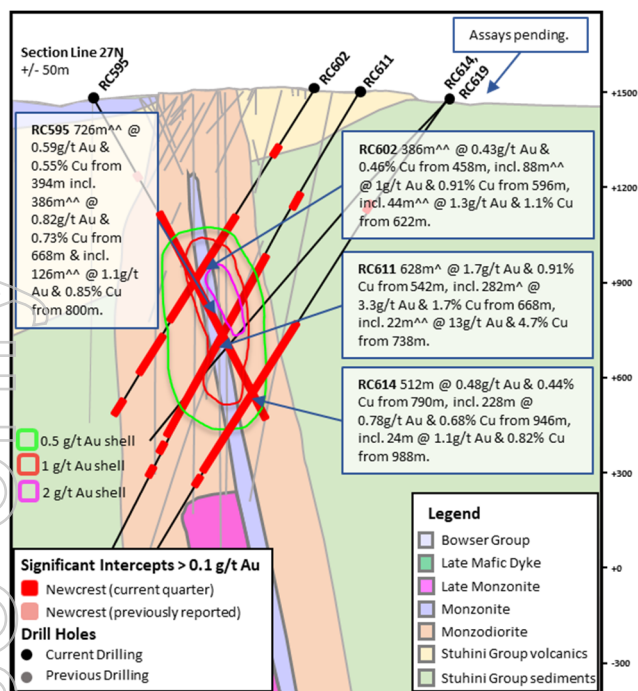 Section Line 27N
+/- 50m
RC595
RC602
RC611
RC614,
RC619
Assays pending.
+1500
+1200
+900
+600
+300
+0
-300
RC595 726m^^ @
0.59g/t Au &
0.55% Cu from
394m incl.
386m^^ @
0.82g/t Au &
0.73% Cu from
668m & incl.
126m^^ @ 1.1g/t
Au & 0.85% Cu
from 800m.
RC602 386m^^ @ 0.43g/t Au &
0.46% Cu from 458m, incl. 88m^^
@ 1g/t Au & 0.91% Cu from 596m,
incl. 44m^^ @ 1.3g/t Au & 1.1% Cu
from 622m.
RC611 628m^ @ 1.7g/t Au & 0.91%
Cu from 542m, incl. 282m^ @
3.3g/t Au & 1.7% Cu from 668m,
incl. 22m^^ @ 13g/t Au & 4.7% Cu
from 738m.
RC614 512m @ 0.48g/t Au & 0.44%
Cu from 790m, incl. 228m @
0.78g/t Au & 0.68% Cu from 946m,
incl. 24m @ 1.1g/t Au & 0.82% Cu
from 988m.
0.5 g/t Au shell
1 g/t Au shell
2 g/t Au shell
Significant Intercepts > 0.1 g/t Au
Newcrest (current quarter)
Newcrest (previously reported)
Drill Holes
Current Drilling
Previous Drilling
Legend
Bowser Group
Late Mafic Dyke
Late Monzonite
Monzonite
Monzodiorite
Stuhini Group volcanics
Stuhini Group sediments